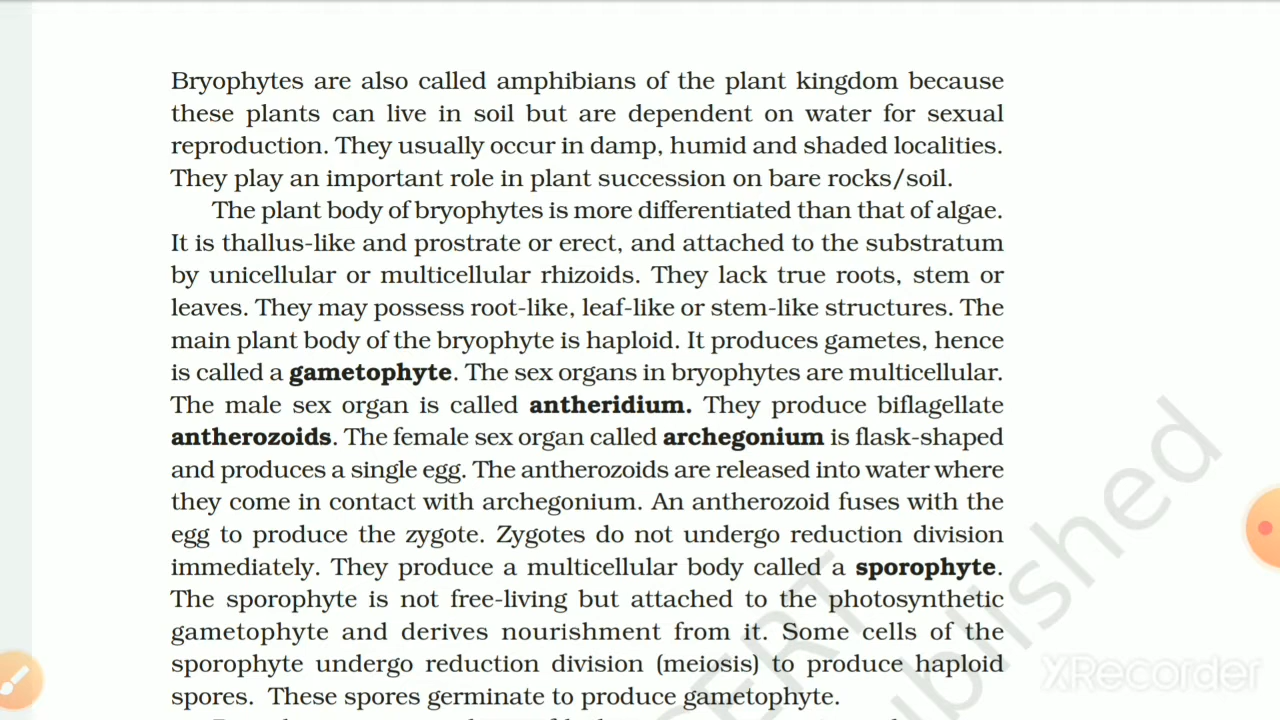 Bryophytes are also called amphibians of the plant kingdom because
these plants can live in soil but are dependent on water for sexual
reproduction. They usually occur in damp, humid and shaded localities.
They play an important role in plant succession on bare rocks/soil.
The plant body of bryophytes is more differentiated than that of algae.
It is thallus-like and prostrate or erect, and attached to the substratum
by unicellular or multicellular rhizoids. They lack true roots, stem or
leaves. They may possess root-like, leaf-like or stem-like structures. The
main plant body of the bryophyte is haploid. It produces gametes, hence
is called a gametophyte. The sex organs in bryophytes are multicellular.
The male sex organ is called antheridium. They produce biflagellate
antherozoids. The female sex organ called archegonium is flask-shaped
and produces a single egg. The antherozoids are released into water where
they come in contact with archegonium. An antherozoid fuses with the
egg to produce the zygote. Zygotes do not undergo reduction division
immediately. They produce a multicellular body called a sporophyte.
The sporophyte is not free-living but attached to the photosynthetic
gametophyte and derives nourishment from it. Some cells of the
sporophyte undergo reduction division (meiosis) to produce haploid
spores. These spores germinate to produce gametophyte.
XRecorder